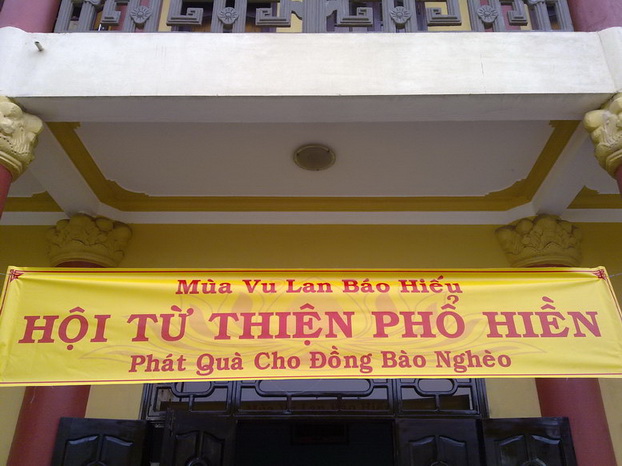 Mùa Vu Lan Báo Hiếu
HỘI TỪ THIỆN PHỔ HIỀN
Phát Quà Cho Đồng Bào Nghèo